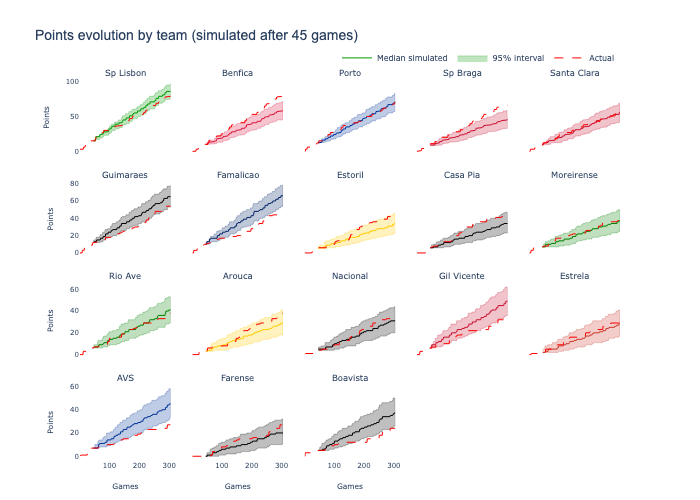 Points evolution by team (simulated after 45 games)
Median simulated 95% interval Actual
Sp Lisbon Benfica Porto Sp Braga Santa Clara
100
50
0
Points
Guimaraes Famalicao Estoril Casa Pia Moreirense
80
60
40
20
0
Points
Rio Ave Arouca Nacional Gil Vicente Estrela
60
40
20
0
Points
AVS Farense Boavista
60
40
20
0
Points
100 200 300 100 200 300 100 200 300
Games Games Games